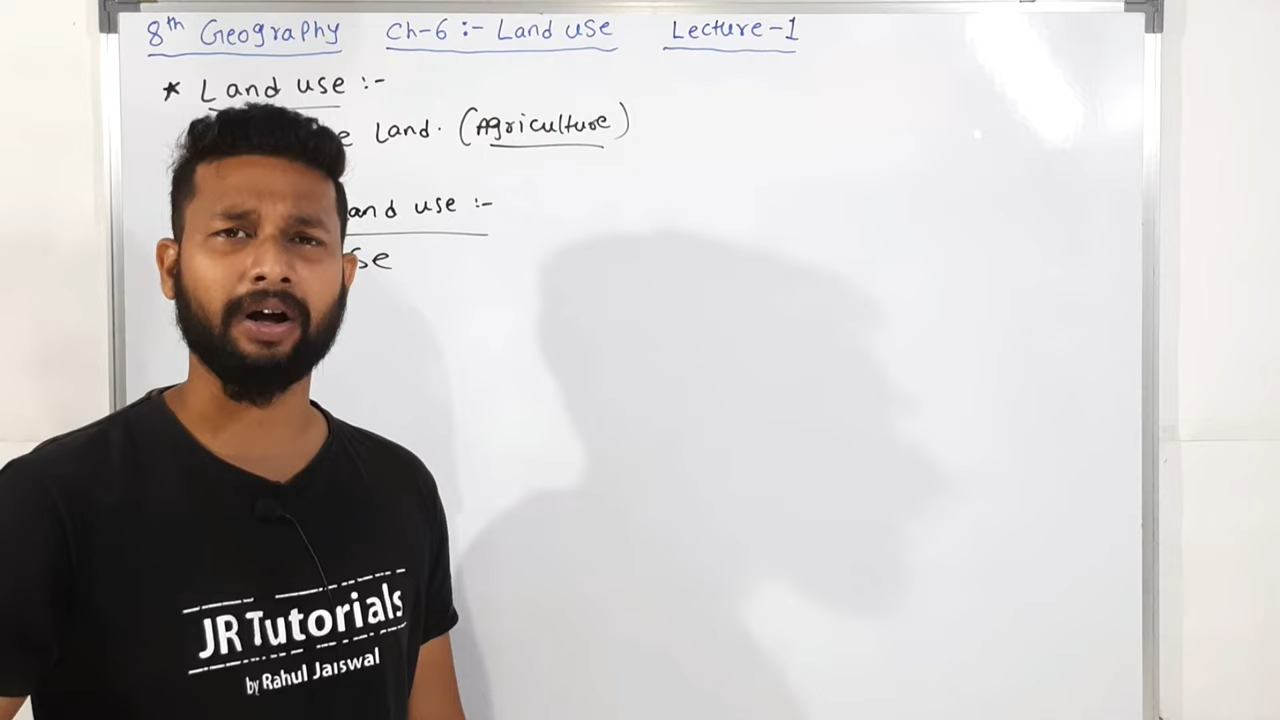 8th Geography Ch-6 :- Land use Lecture-1
* Land use :-
Land. (Agriculture)
and use :-
se
JR Tutorials
by Rahul Jaiswal